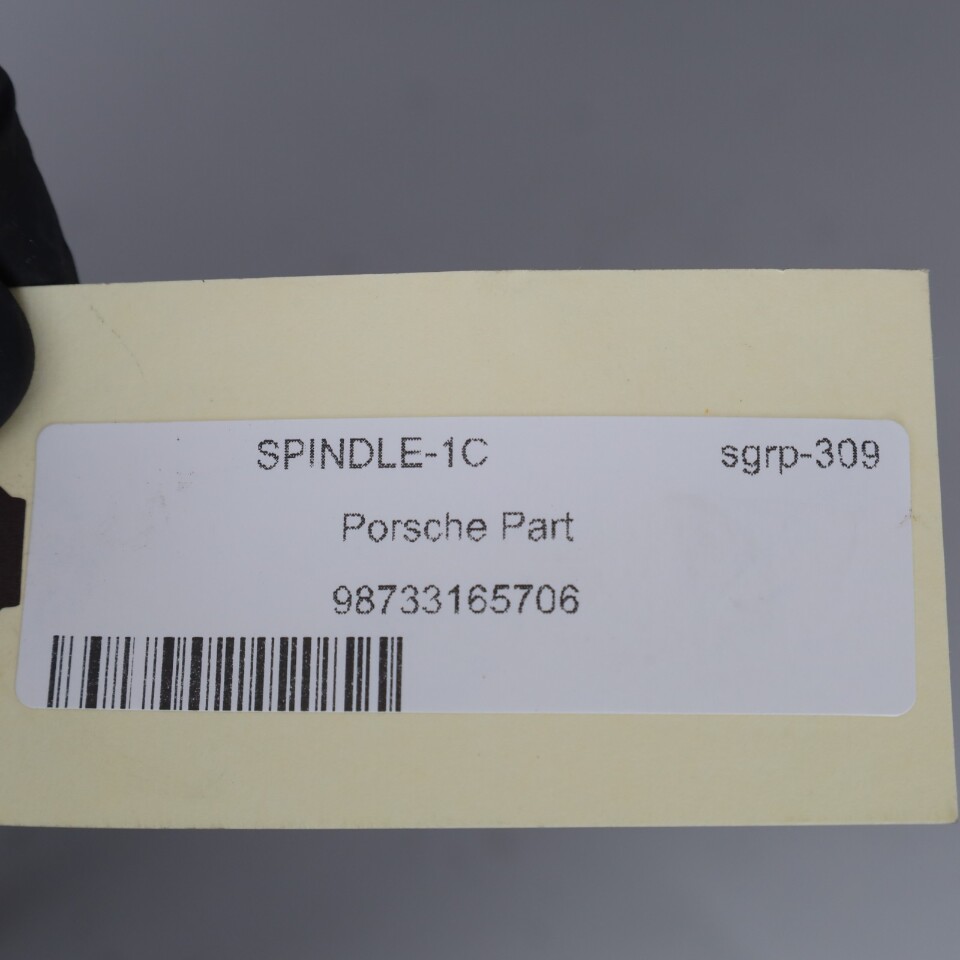 SPINDLE-1C sgrp-309
Porsche Part
98733165706